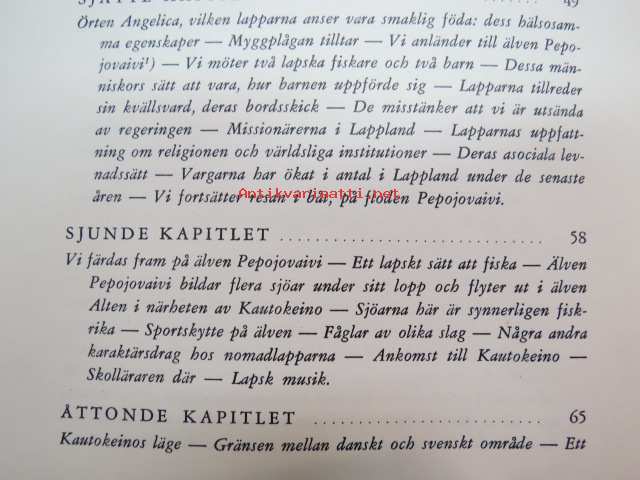 49
Örten Angelica, vilken lapparna anser vara smaklig föda: dess hälsosam-
ma egenskaper — Myggplågan tilltar — Vi anländer till älven Pepo-
jovaivi¹) — Vi möter två lapska fiskare och två barn — Dessa män-
niskors sätt att vara, hur barnen uppförde sig — Lapparna tillreder
sin kvällsvard, deras bordsskick — De misstänker att vi är utsända
av regeringen — Missionärerna i Lappland — Lapparnas uppfatt-
ning om religionen och världsliga institutioner — Deras asociala lev-
nadssätt — Vargarna har ökat i antal i Lappland under de senaste
åren — Vi fortsätter resan i båt, på floden Pepojovaivi.
Antikvariaatti.net
SJUNDE KAPITLET ................................ 58
Vi färdas fram på älven Pepojovaivi — Ett lapskt sätt att fiska — Älven
Pepojovaivi bildar flera sjöar under sitt lopp och flyter ut i älven
Alten i närheten av Kautokeino — Sjöarna här är synnerligen fisk-
rika — Sportskytte på älven — Fåglar av olika slag — Några andra
karaktärsdrag hos nomadlapparna — Ankomst till Kautokeino —
Skolläraren där — Lapsk musik.
ÅTTONDE KAPITLET ............................. 65
Kautokeinos läge — Gränsen mellan danskt och svenskt område — Ett